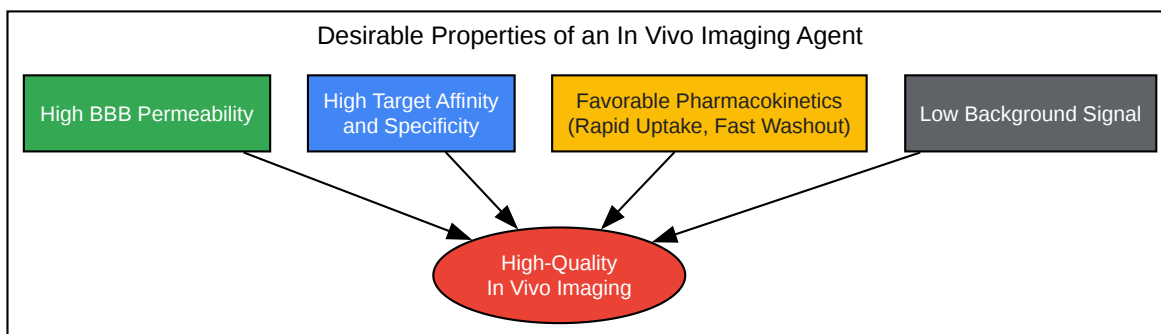 Desirable Properties of an In Vivo Imaging Agent
High BBB Permeability
High Target Affinity
and Specificity
Favorable Pharmacokinetics
(Rapid Uptake, Fast Washout)
Low Background Signal
High-Quality
In Vivo Imaging